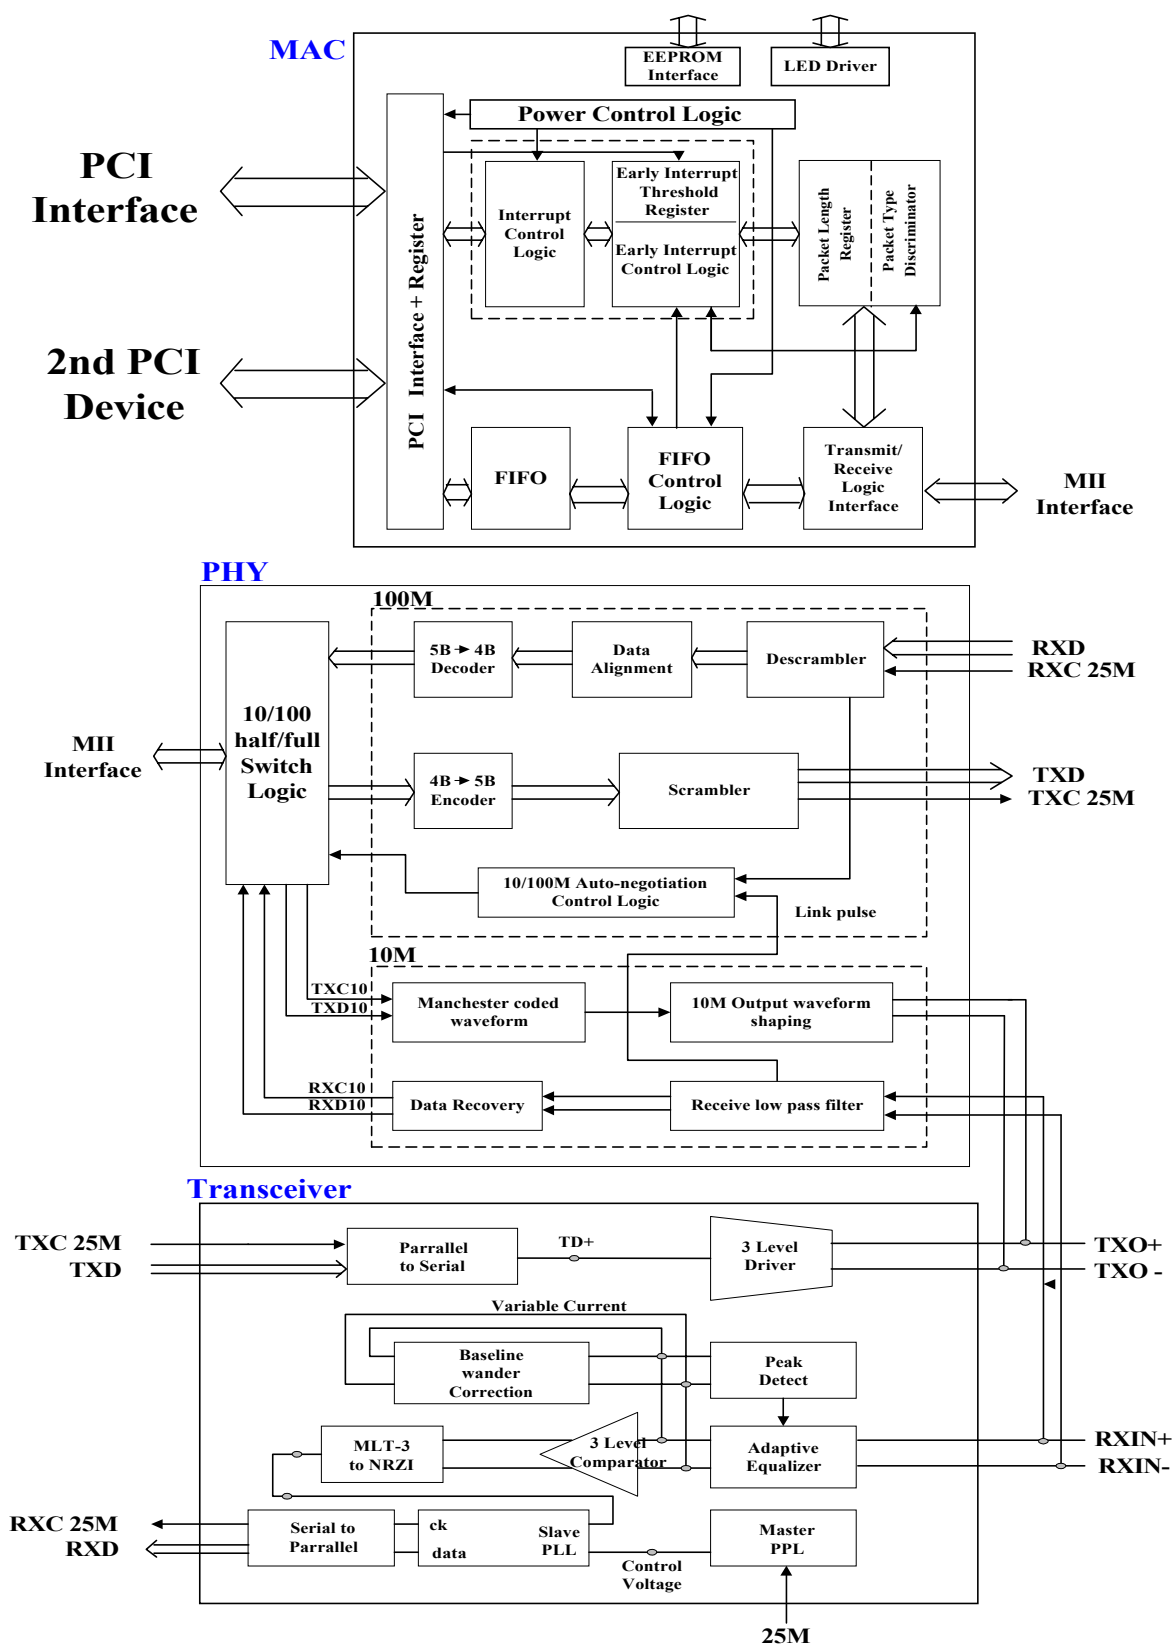 MAC
EEPROM
Interface
LED Driver
Power Control Logic
PCI
Interface
2nd PCI
Device
PCI Interface + Register
Interrupt
Control
Logic
Early Interrupt
Threshold
Register
Early Interrupt
Control Logic
Packet Length
Register
Packet Type
Discriminator
FIFO
FIFO
Control
Logic
Transmit/
Receive
Logic
Interface
MII
Interface
PHY
100M
10/100
half/full
Switch
Logic
5B → 4B
Decoder
Data
Alignment
Descrambler
RXD
RXC 25M
MII
Interface
4B → 5B
Encoder
Scrambler
TXD
TXC 25M
10/100M Auto-negotiation
Control Logic
Link pulse
10M
TXC10
TXD10
Manchester coded
waveform
10M Output waveform
shaping
RXC10
RXD10
Data Recovery
Receive low pass filter
Transceiver
TXC 25M
TXD
Parrallel
to Serial
TD+
3 Level
Driver
TXO+
TXO -
Variable Current
Baseline
wander
Correction
Peak
Detect
MLT-3
to NRZI
3 Level
Comparator
Adaptive
Equalizer
RXIN+
RXIN-
RXC 25M
RXD
Serial to
Parrallel
ck
data
Slave
PLL
Control
Voltage
Master
PPL
25M